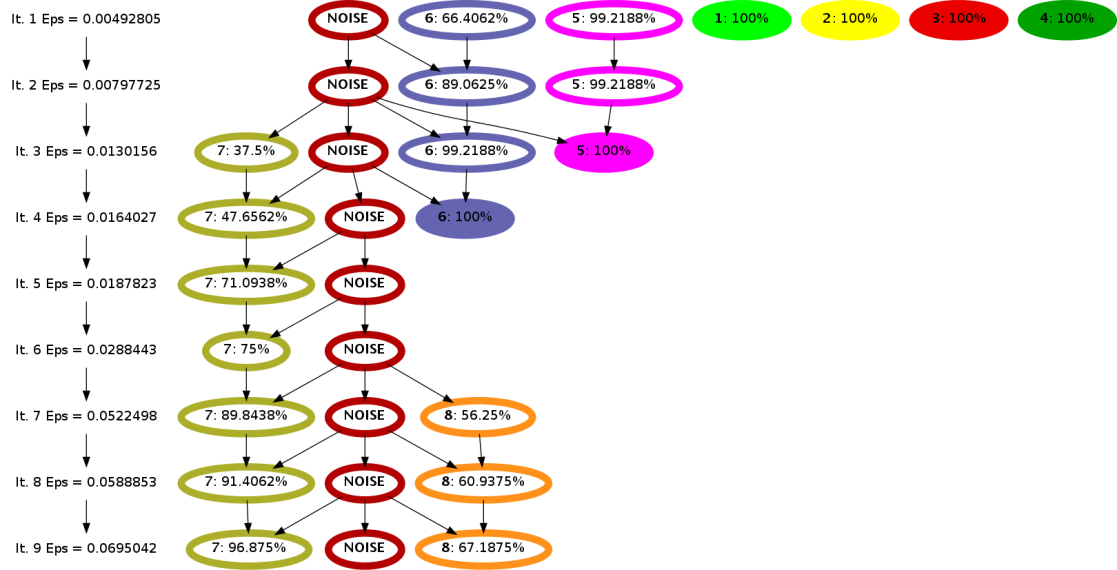 It. 1 Eps = 0.00492805 NOISE 6: 66.4062% 5: 99.2188% 1: 100% 2: 100% 3: 100% 4: 100%
It. 2 Eps = 0.00797725 NOISE 6: 89.0625% 5: 99.2188%
It. 3 Eps = 0.0130156 7: 37.5% NOISE 6: 99.2188% 5: 100%
It. 4 Eps = 0.0164027 7: 47.6562% NOISE 6: 100%
It. 5 Eps = 0.0187823 7: 71.0938% NOISE
It. 6 Eps = 0.0288443 7: 75% NOISE
It. 7 Eps = 0.0522498 7: 89.8438% NOISE 8: 56.25%
It. 8 Eps = 0.0588853 7: 91.4062% NOISE 8: 60.9375%
It. 9 Eps = 0.0695042 7: 96.875% NOISE 8: 67.1875%